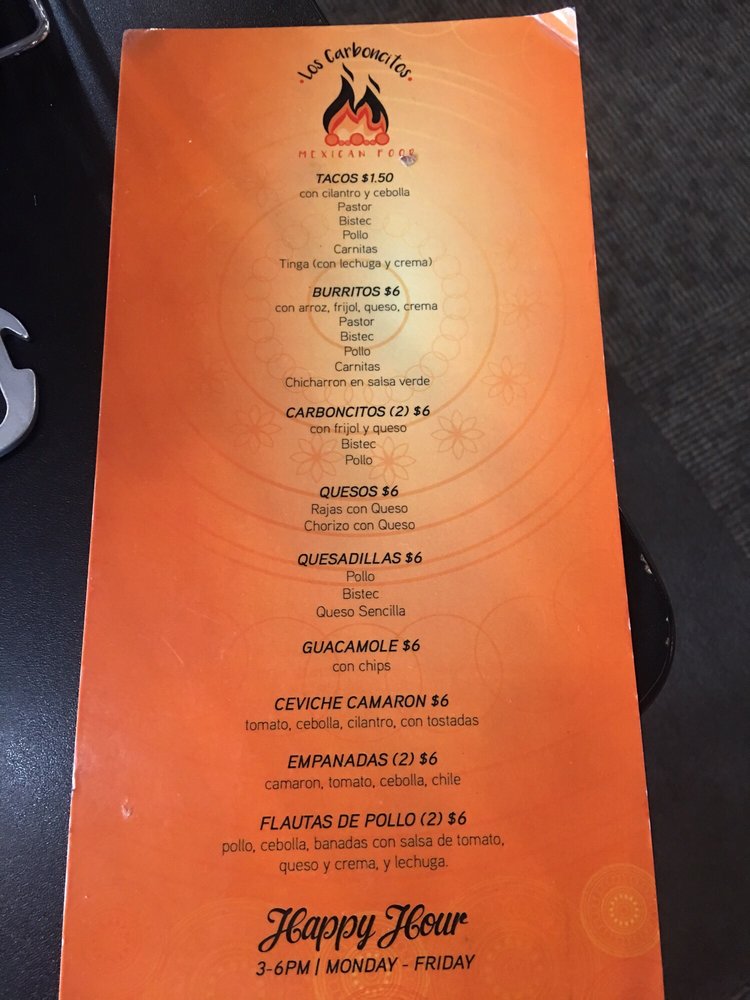 Los Carboncitos
MEXICAN FOOD
TACOS $1.50
con cilantro y cebolla
Pastor
Bistec
Pollo
Carnitas
Tinga (con lechuga y crema)
BURRITOS $6
con arroz, frijol, queso, crema
Pastor
Bistec
Pollo
Carnitas
Chicharron en salsa verde
CARBONCITOS (2) $6
con frijol y queso
Bistec
Pollo
QUESOS $6
Rajas con Queso
Chorizo con Queso
QUESADILLAS $6
Pollo
Bistec
Queso Sencilla
GUACAMOLE $6
con chips
CEVICHE CAMARON $6
tomato, cebolla, cilantro, con tostadas
EMPANADAS (2) $6
camaron, tomato, cebolla, chile
FLAUTAS DE POLLO (2) $6
pollo, cebolla, banadas con salsa de tomato,
queso y crema, y lechuga.
Happy Hour
3-6PM | MONDAY - FRIDAY